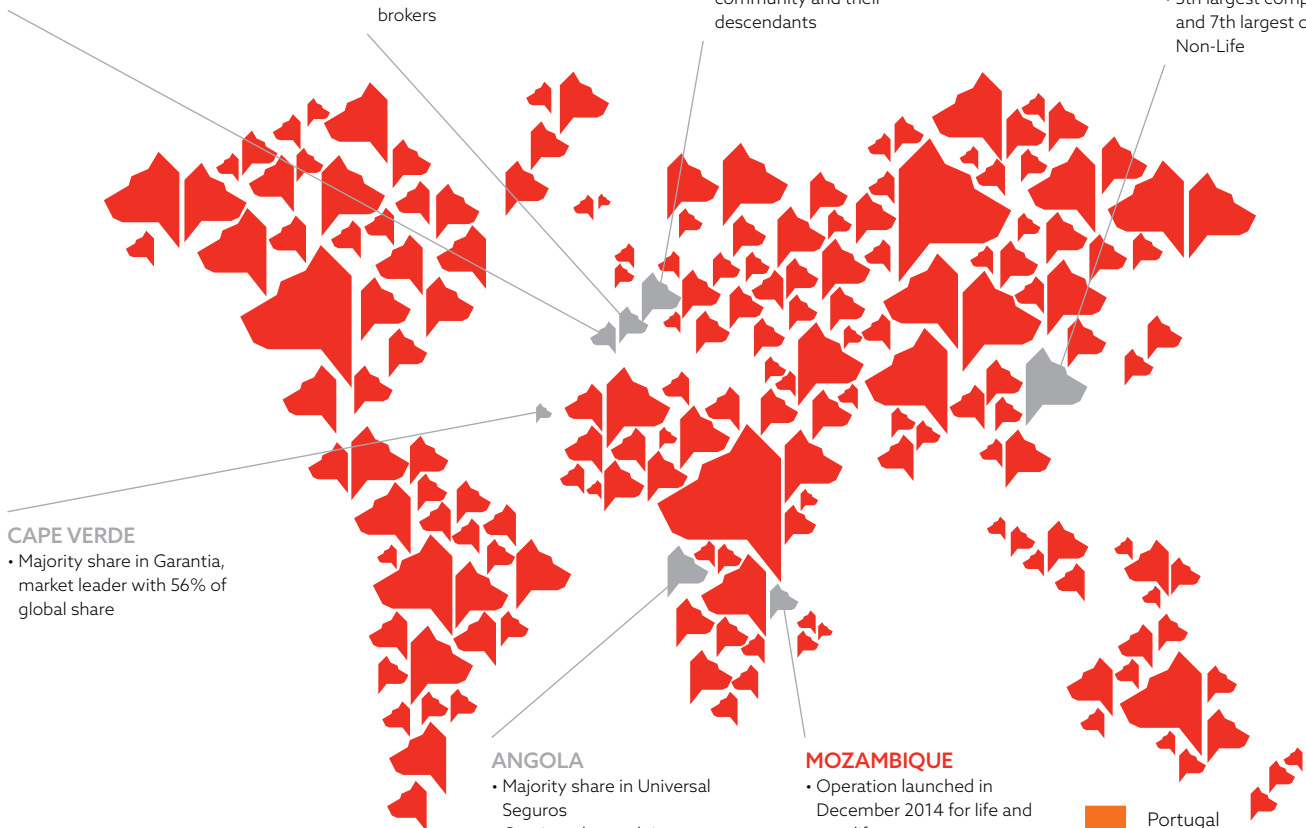 brokers
descendants
and 7th largest
Non-Life
CAPE VERDE
• Majority share in Garantia,
market leader with 56% of
global share
ANGOLA
• Majority share in Universal
Seguros
MOZAMBIQUE
• Operation launched in
December 2014 for life and
Portugal